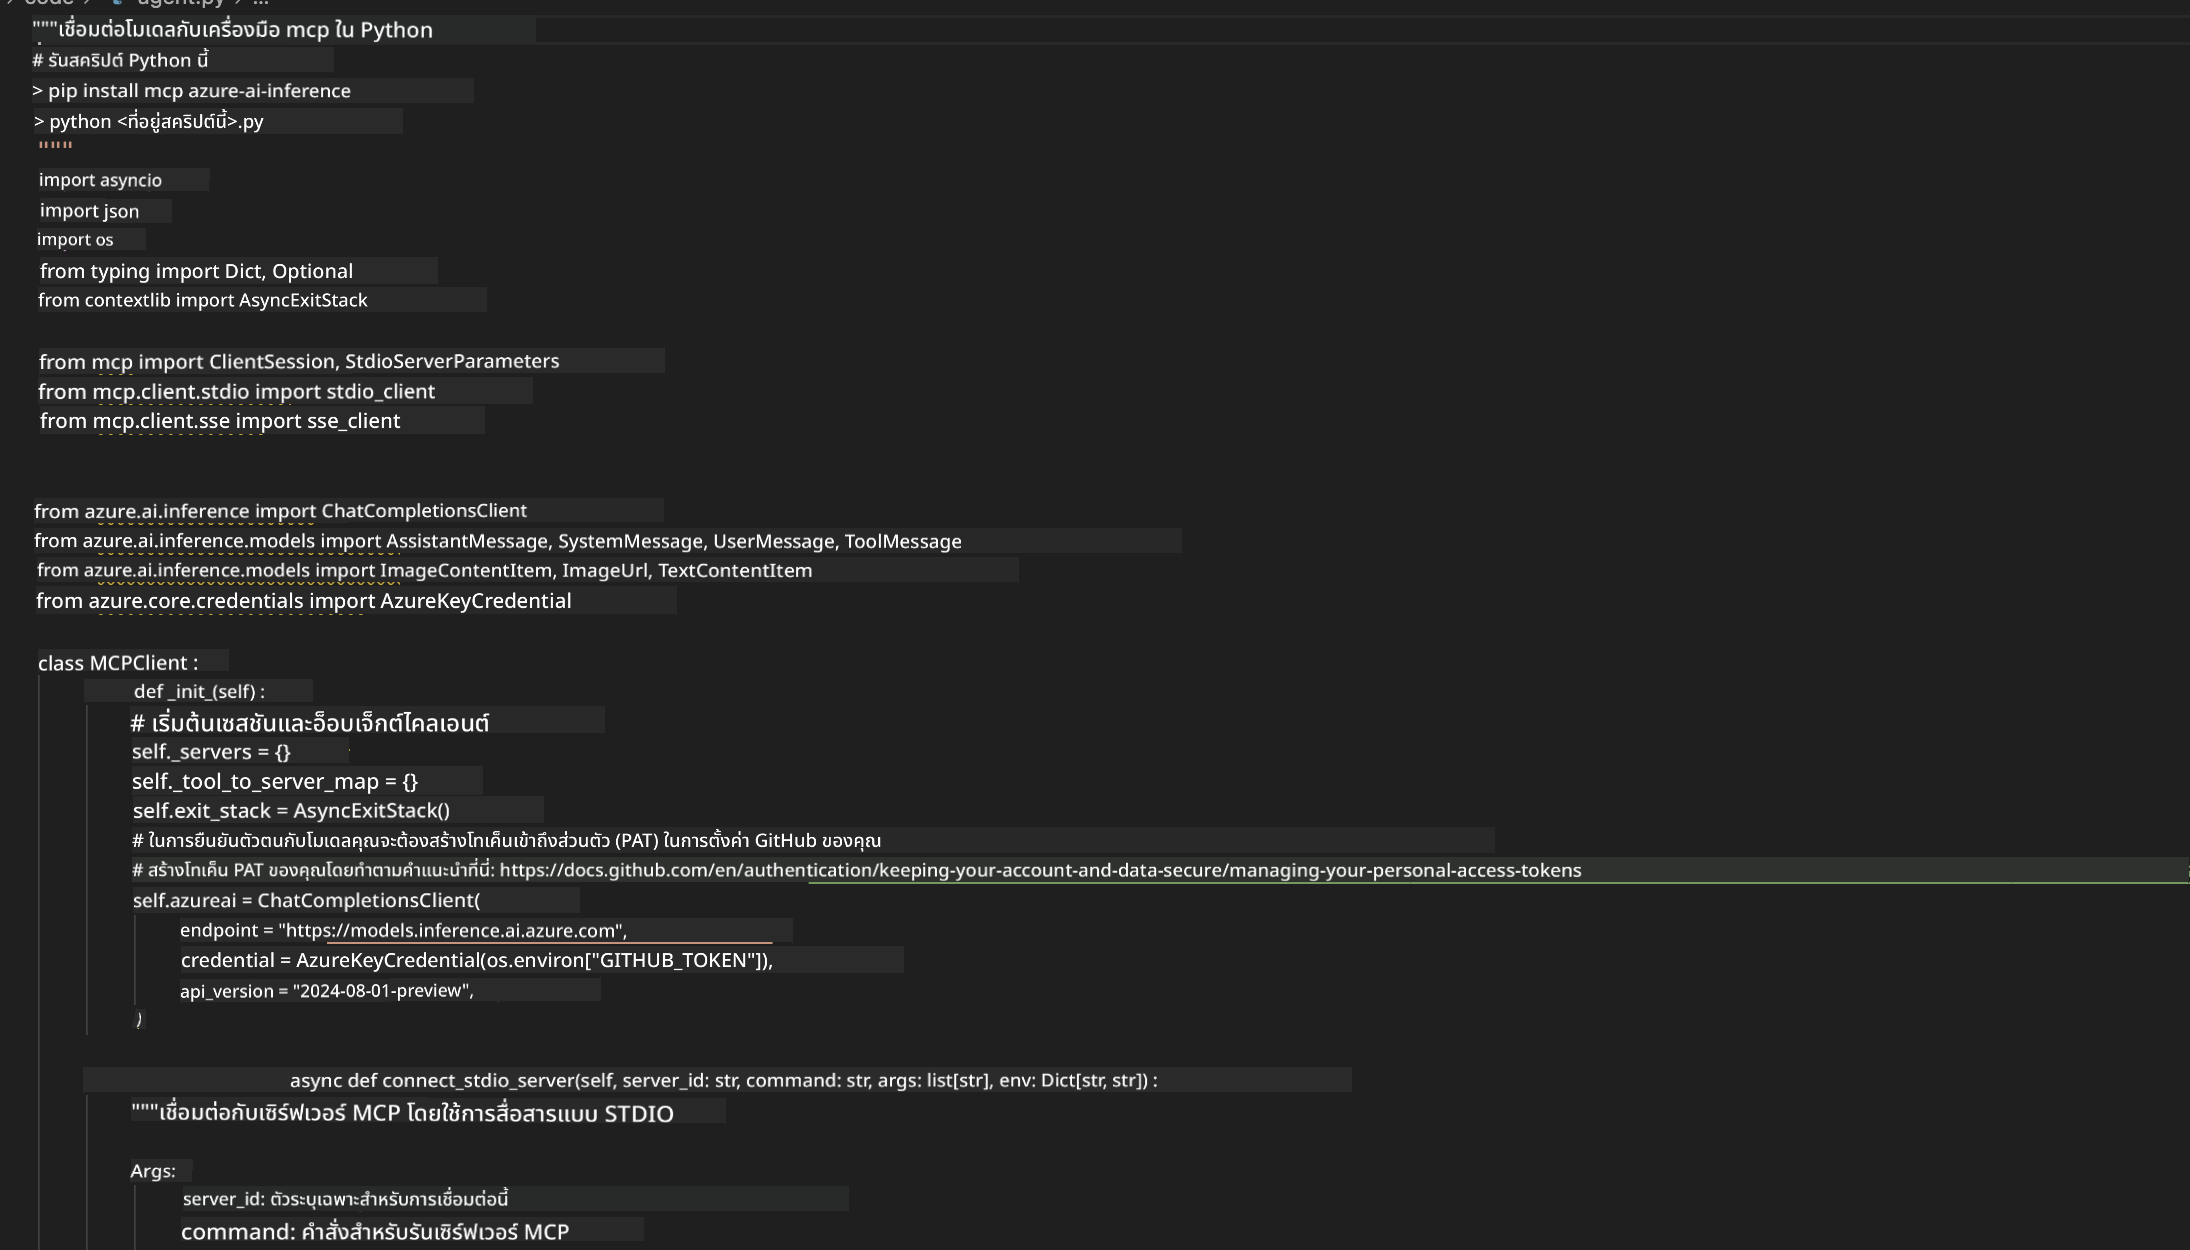 code > agent.py > ...
"""เชื่อมต่อโมเดลกับเครื่องมือ mcp ใน Python
# รันสคริปต์ Python นี้
> pip install mcp azure-ai-inference
> python <ที่อยู่สคริปต์นี้>.py
"""
import asyncio
import json
import os
from typing import Dict, Optional
from contextlib import AsyncExitStack
from mcp import ClientSession, StdioServerParameters
from mcp.client.stdio import stdio_client
from mcp.client.sse import sse_client
from azure.ai.inference import ChatCompletionsClient
from azure.ai.inference.models import AssistantMessage, SystemMessage, UserMessage, ToolMessage
from azure.ai.inference.models import ImageContentItem, ImageUrl, TextContentItem
from azure.core.credentials import AzureKeyCredential
class MCPClient :
def _init_(self) :
# เริ่มต้นเซสชันและอ็อบเจ็กต์ไคลเอนต์
self._servers = {}
self._tool_to_server_map = {}
self.exit_stack = AsyncExitStack()
# ในการยืนยันตัวตนกับโมเดลคุณจะต้องสร้างโทเค็นเข้าถึงส่วนตัว (PAT) ในการตั้งค่า GitHub ของคุณ
# สร้างโทเค็น PAT ของคุณโดยทำตามคำแนะนำที่นี่: https://docs.github.com/en/authentication/keeping-your-account-and-data-secure/managing-your-personal-access-tokens
self.azureai = ChatCompletionsClient(
endpoint = "https://models.inference.ai.azure.com",
credential = AzureKeyCredential(os.environ["GITHUB_TOKEN"]),
api_version = "2024-08-01-preview",
)
async def connect_stdio_server(self, server_id: str, command: str, args: list[str], env: Dict[str, str]) :
"""เชื่อมต่อกับเซิร์ฟเวอร์ MCP โดยใช้การสื่อสารแบบ STDIO
Args:
server_id: ตัวระบุเฉพาะสำหรับการเชื่อมต่อนี้
command: คำสั่งสำหรับรันเซิร์ฟเวอร์ MCP